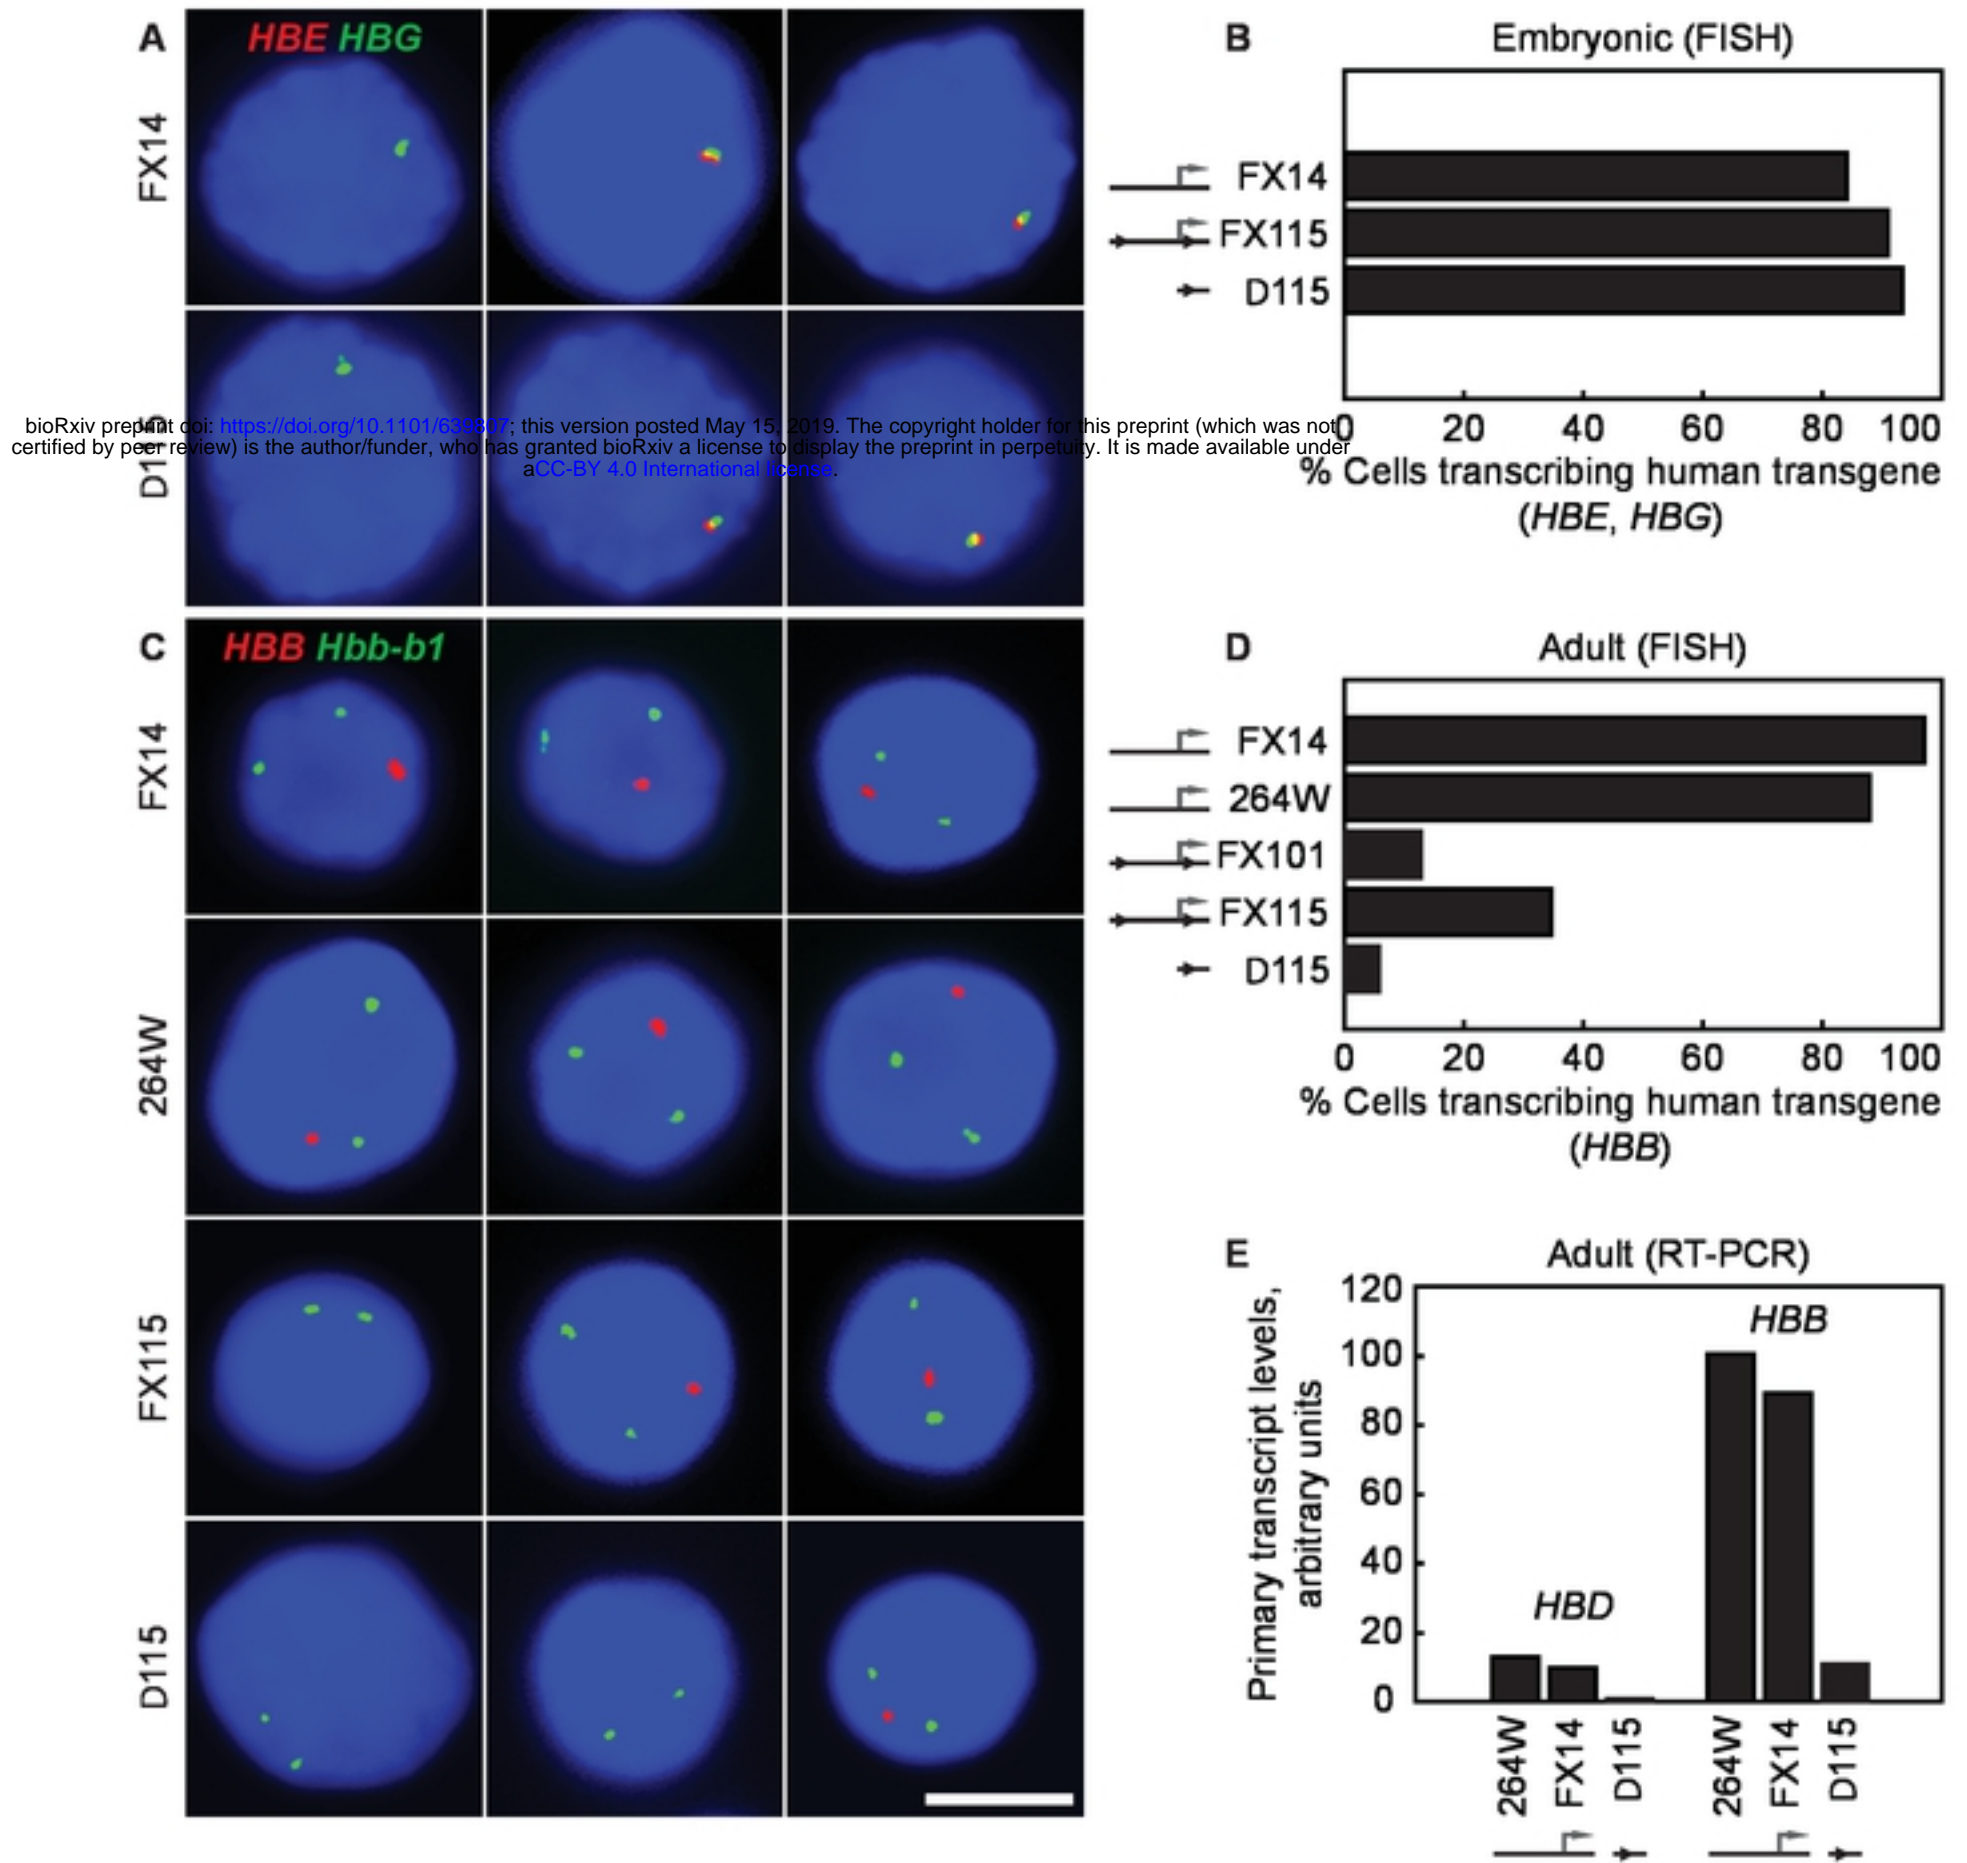 A
HBE HBG
FX14
D115
bioRxiv preprint doi: https://doi.org/10.1101/639807; this version posted May 15, 2019. The copyright holder for this preprint (which was not
certified by peer review) is the author/funder, who has granted bioRxiv a license to display the preprint in perpetuity. It is made available under
aCC-BY 4.0 International license.
B
Embryonic (FISH)
FX14
FX115
D115
0 20 40 60 80 100
% Cells transcribing human transgene
(HBE, HBG)
C
HBB Hbb-b1
FX14
264W
FX115
D115
D
Adult (FISH)
FX14
264W
FX101
FX115
D115
0 20 40 60 80 100
% Cells transcribing human transgene
(HBB)
E
Adult (RT-PCR)
Primary transcript levels,
arbitrary units
120
100
80
60
40
20
0
HBD
HBB
264W FX14 D115 264W FX14 D115